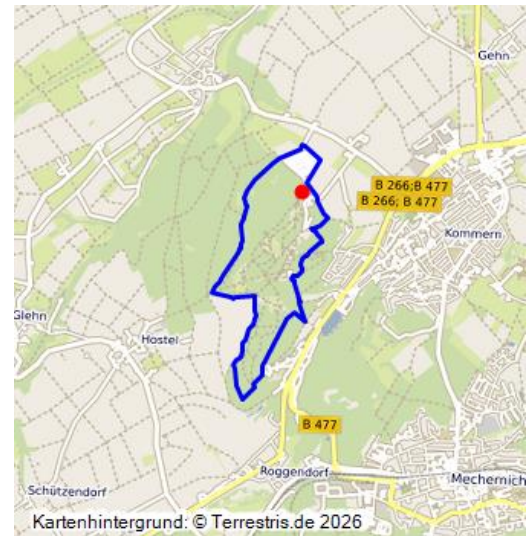 Gehn
B 266;B 477
B 266; B 477
Kommern
Glehn
Hostel
B 477
Roggendorf
Mechernich
Schützendorf
Kartenhintergrund: © Terrestris.de 2026